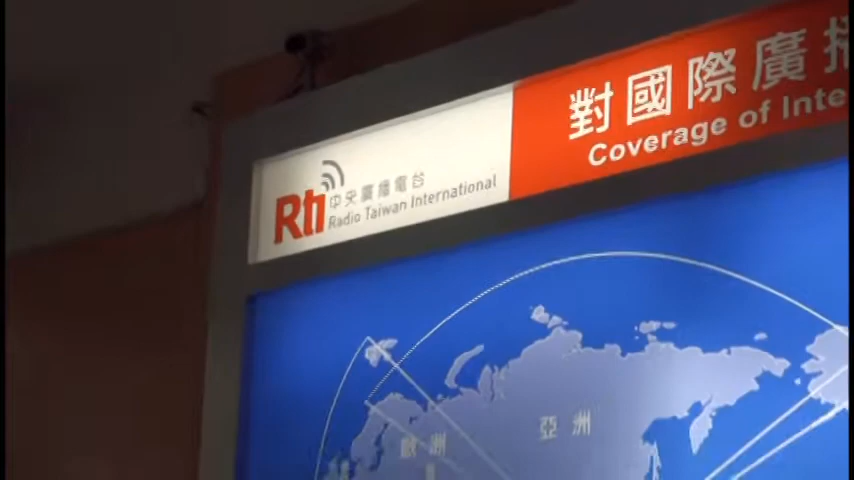 Rti 中央廣播電台
Radio Taiwan International
對國際廣播
Coverage of Inte
歐洲
亞洲